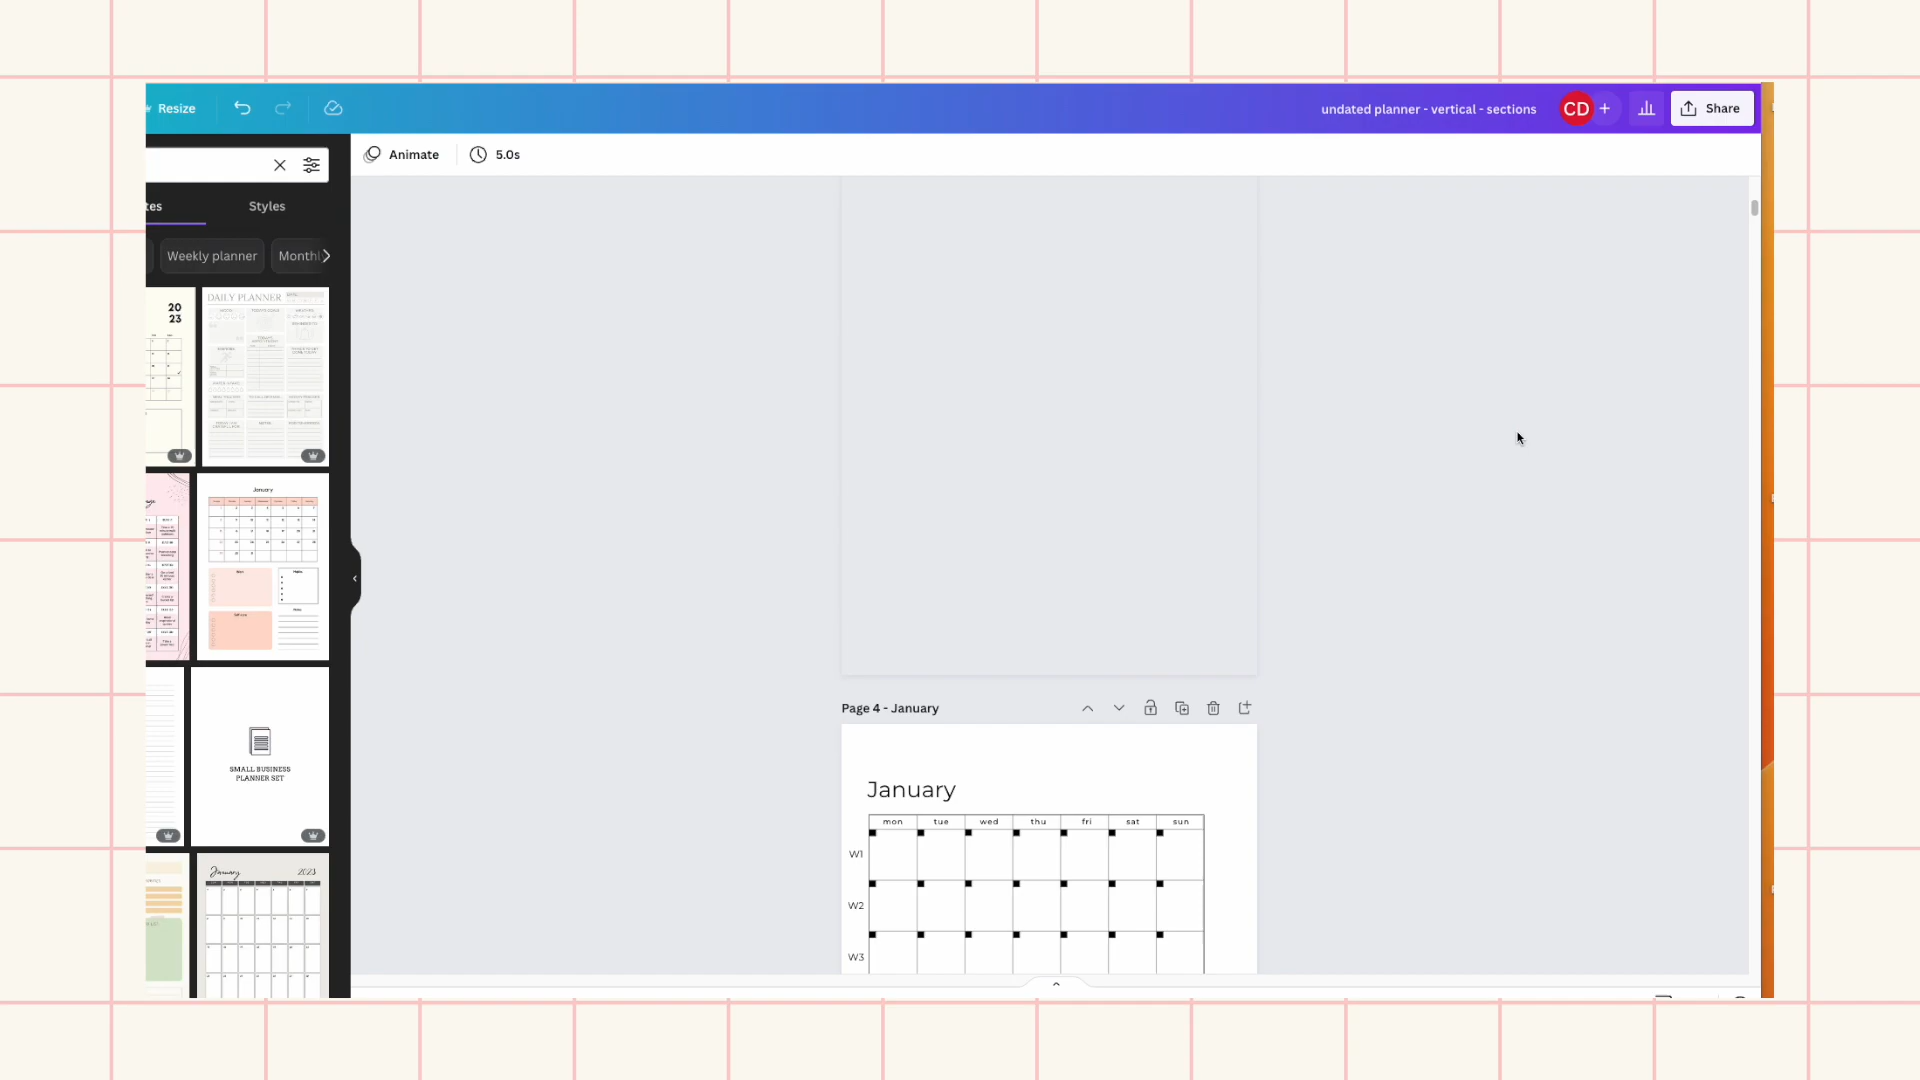 Resize
undated planner - vertical - sections
CD
Share
Animate
5.0s
tes
Styles
Weekly planner
Monthl
20
23
DAILY PLANNER
January
SMALL BUSINESS
PLANNER SET
January 2023
Page 4 - January
January
mon tue wed thu fri sat sun
W1
W2
W3